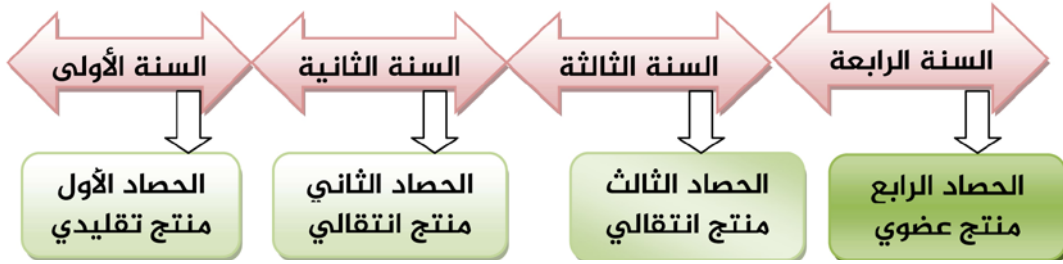 السنة الأولى
السنة الثانية
السنة الثالثة
السنة الرابعة
الحصاد الأول
منتج تقليدي
الحصاد الثاني
منتج انتقالي
الحصاد الثالث
منتج انتقالي
الحصاد الرابع
منتج عضوي